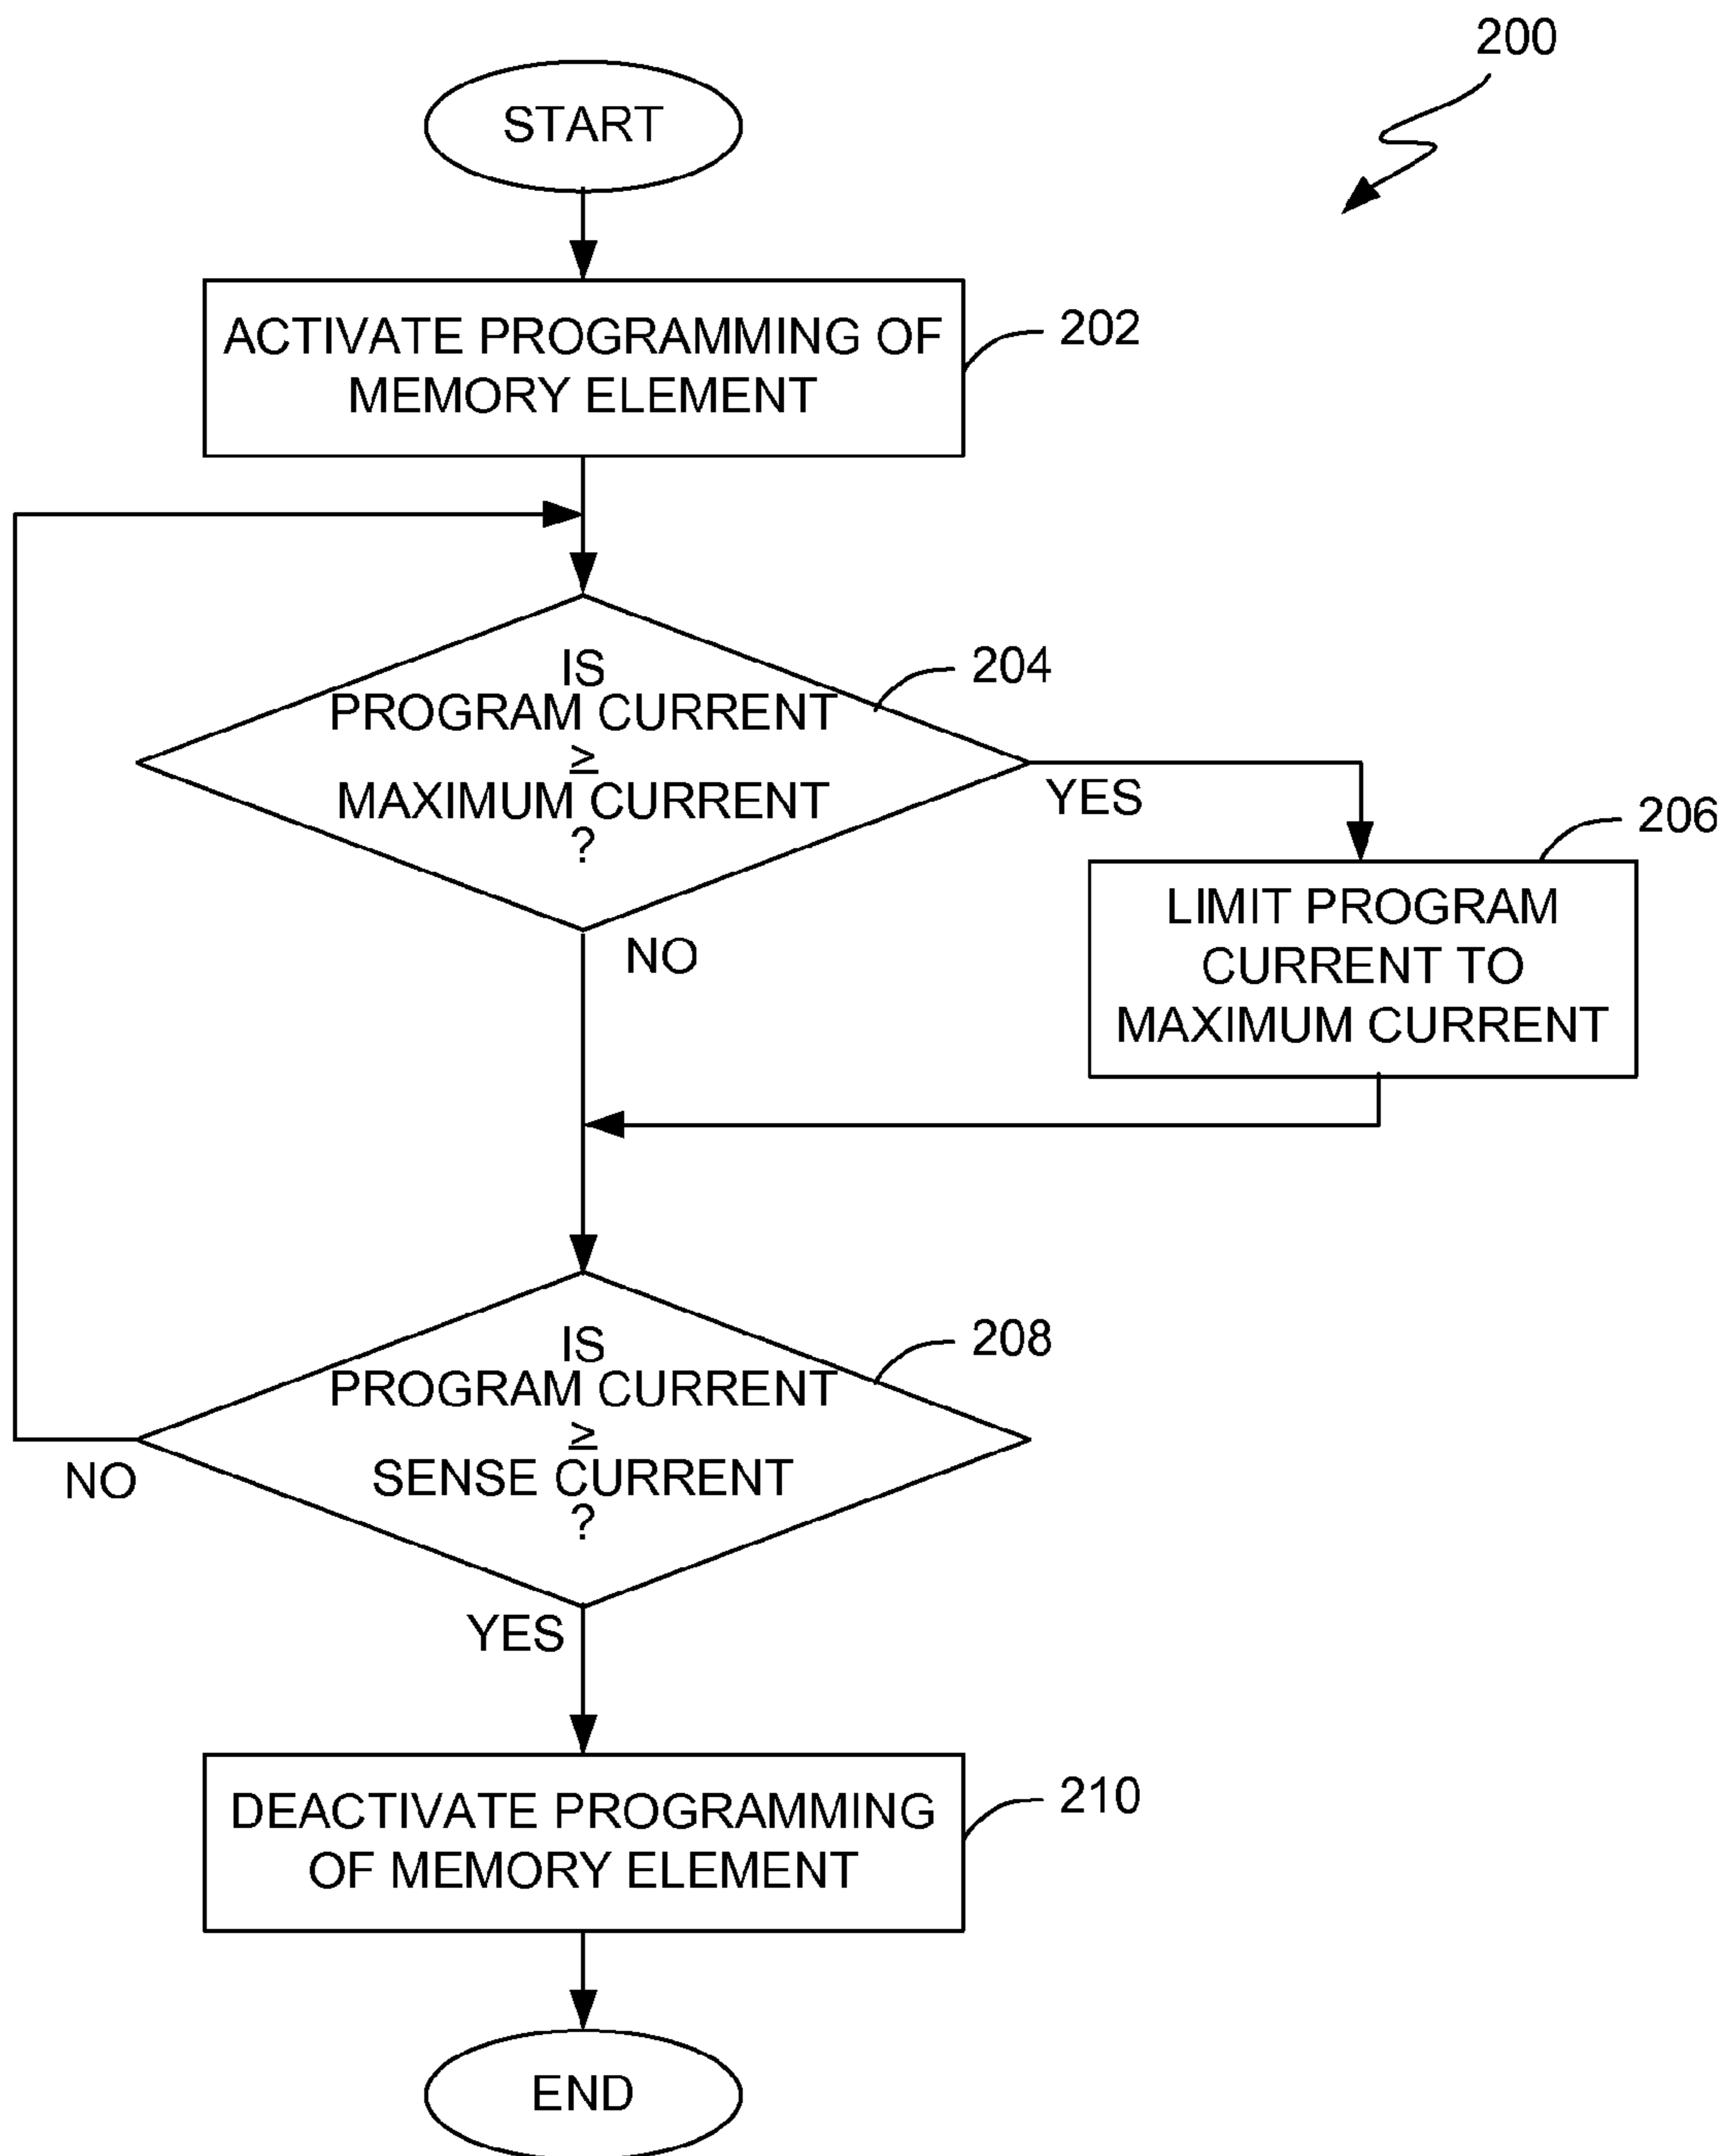 200
START
ACTIVATE PROGRAMMING OF
MEMORY ELEMENT
202
IS
PROGRAM CURRENT
≥
MAXIMUM CURRENT
?
204
YES
NO
206
LIMIT PROGRAM
CURRENT TO
MAXIMUM CURRENT
IS
PROGRAM CURRENT
≥
SENSE CURRENT
?
208
NO
YES
DEACTIVATE PROGRAMMING
OF MEMORY ELEMENT
210
END